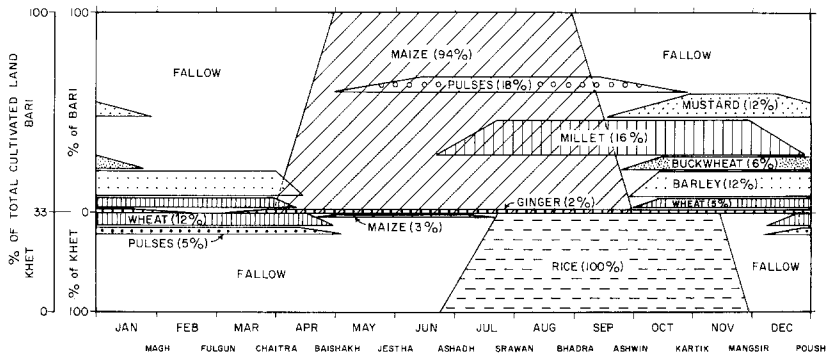 100
100
% OF TOTAL CULTIVATED LAND
BARI
KHET
% of BARI
% of KHET
33
0
0
100
FALLOW
MAIZE (94%)
FALLOW
PULSES (18%)
MUSTARD (12%)
MILLET (16%)
BUCKWHEAT (6%)
BARLEY (12%)
GINGER (2%)
WHEAT (5%)
WHEAT (12%)
MAIZE (3%)
PULSES (5%)
FALLOW
RICE (100%)
FALLOW
JAN FEB MAR APR MAY JUN JUL AUG SEP OCT NOV DEC
MAGH FULGUN CHAITRA BAISHAKH JESTHA ASHADH SRAWAN BHADRA ASHWIN KARTIK MANGSIR POUSH